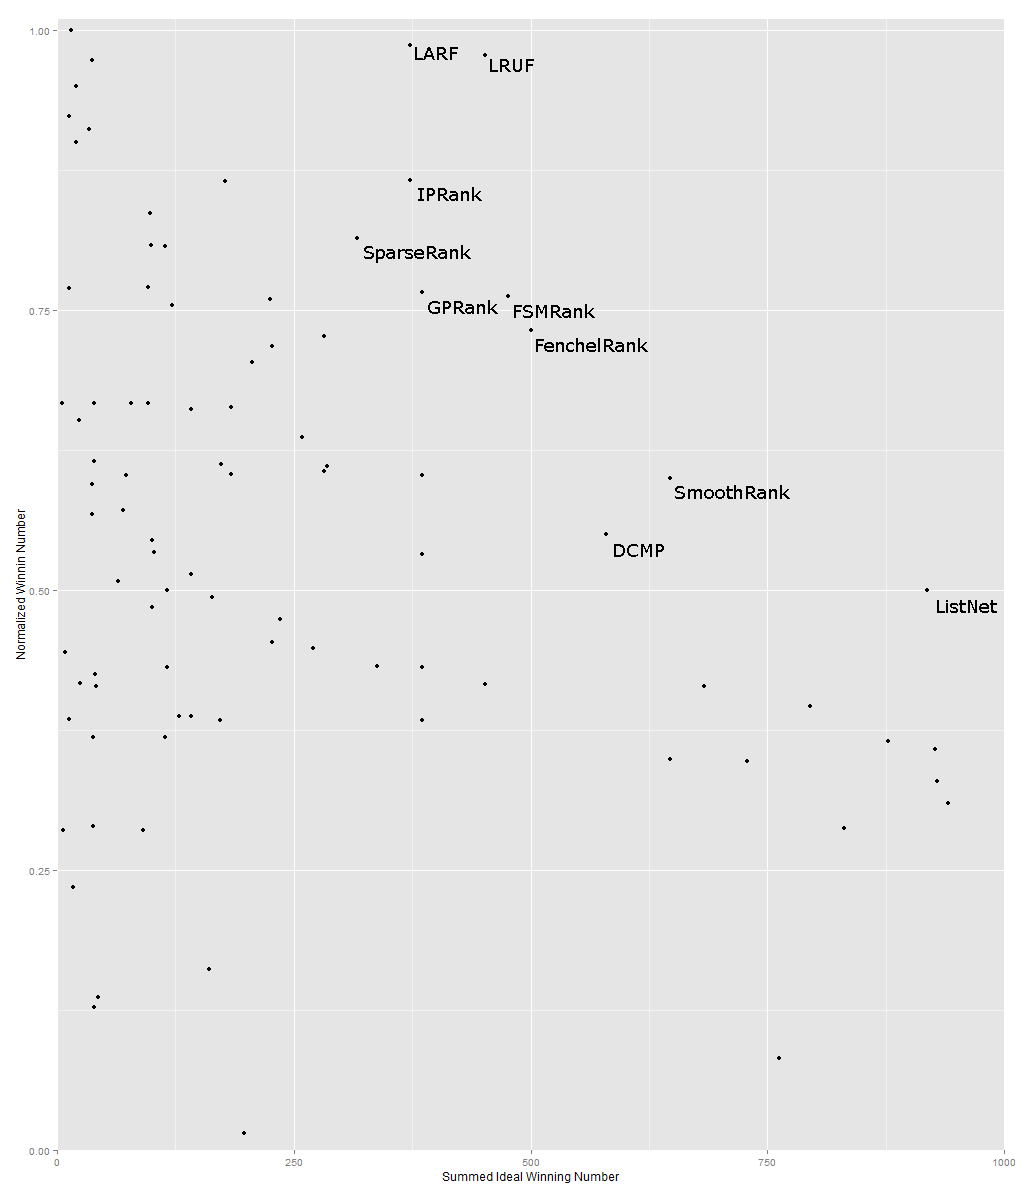 1.00
LARF
LRUF
IPRank
SparseRank
GPRank
FSMRank
0.75
FenchelRank
SmoothRank
DCMP
0.50
ListNet
Normalized Winnin Number
0.25
0.00
0
250
500
750
1000
Summed Ideal Winning Number